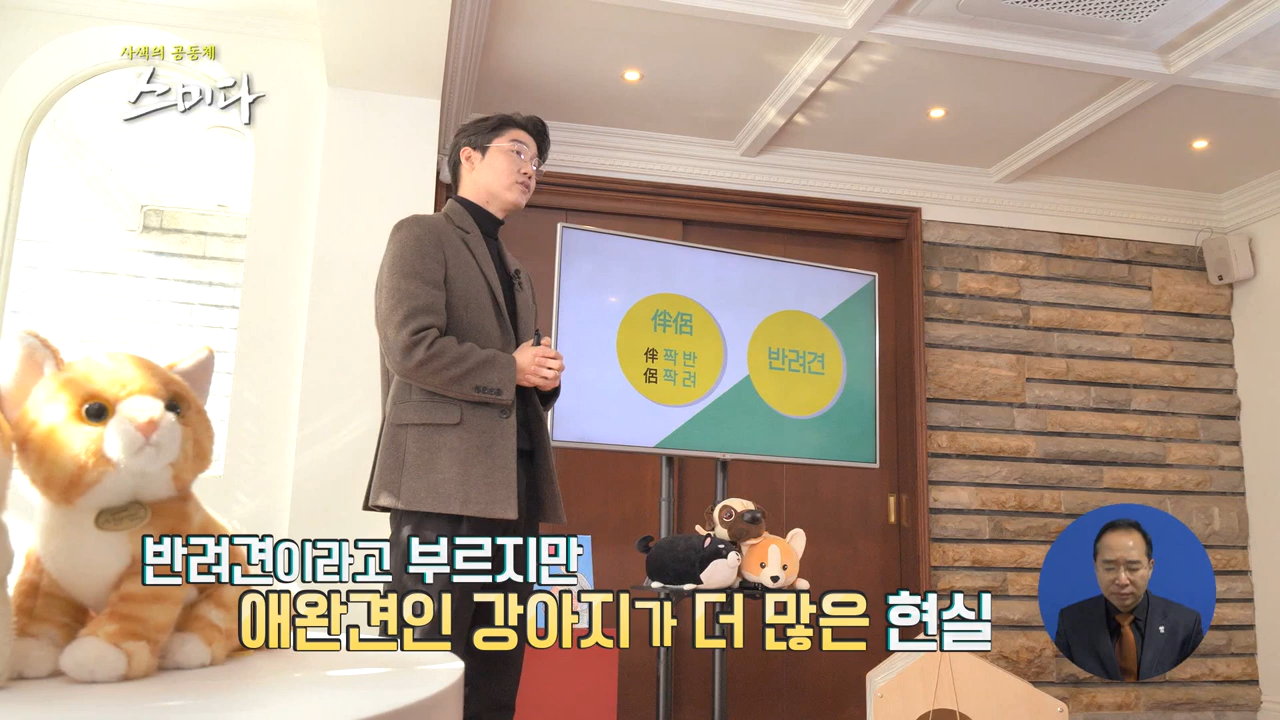 사색의 공동체
스미다
伴侶
伴 짝 반
侶 짝 려
반려견
반려견이라고 부르지만
애완견인 강아지가 더 많은 현실